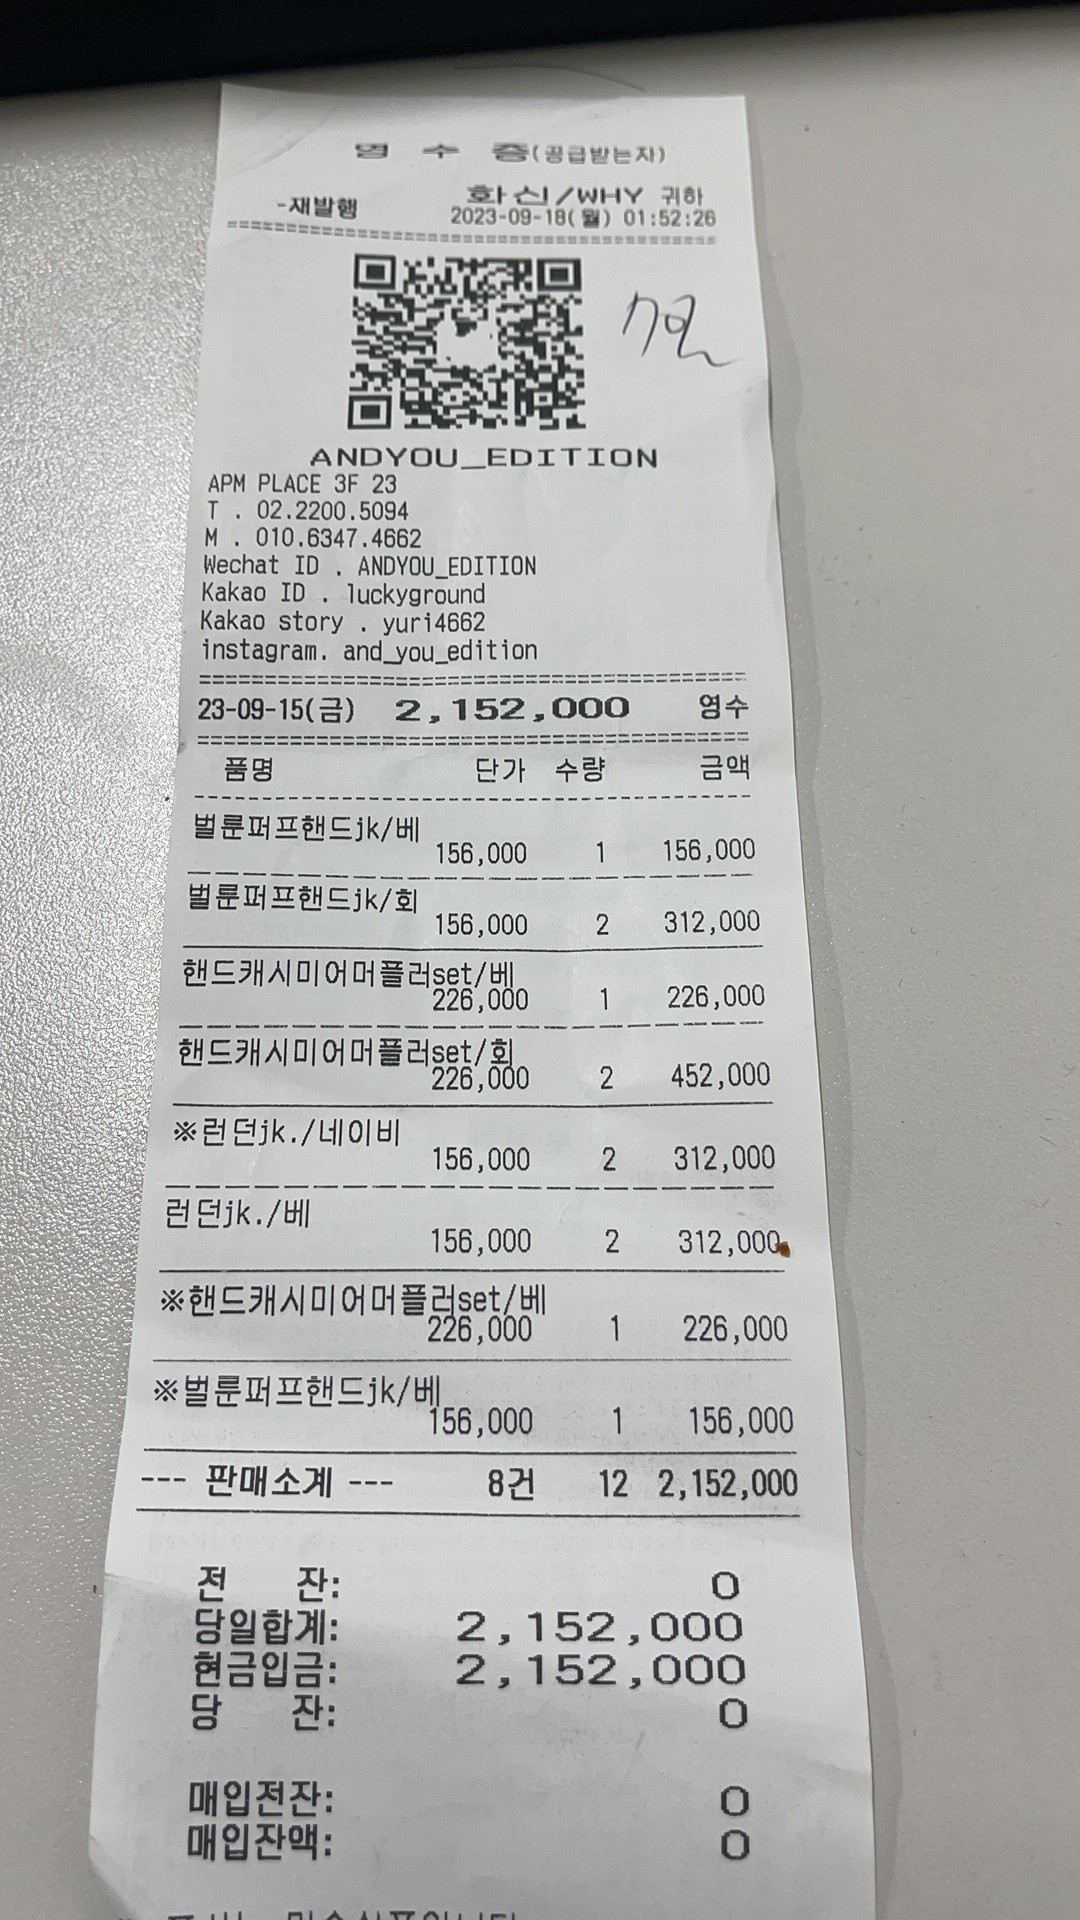 영 수 증(공급받는자)
-재발행 화신/WHY 귀하
2023-09-18(월) 01:52:26
ANDYOU_EDITION
APM PLACE 3F 23
T . 02.2200.5094
M . 010.6347.4662
Wechat ID . ANDYOU_EDITION
Kakao ID . luckyground
Kakao story . yuri4662
instagram. and_you_edition
23-09-15(금) 2,152,000 영수
품명 단가 수량 금액
벌룬퍼프핸드jk/베
156,000 1 156,000
벌룬퍼프핸드jk/회
156,000 2 312,000
핸드캐시미어머플러set/베
226,000 1 226,000
핸드캐시미어머플러set/회
226,000 2 452,000
※런던jk./네이비
156,000 2 312,000
런던jk./베
156,000 2 312,000
※핸드캐시미어머플러set/베
226,000 1 226,000
※벌룬퍼프핸드jk/베
156,000 1 156,000
--- 판매소계 --- 8건 12 2,152,000
전 잔: 0
당일합계: 2,152,000
현금입금: 2,152,000
당 잔: 0
매입전잔: 0
매입잔액: 0